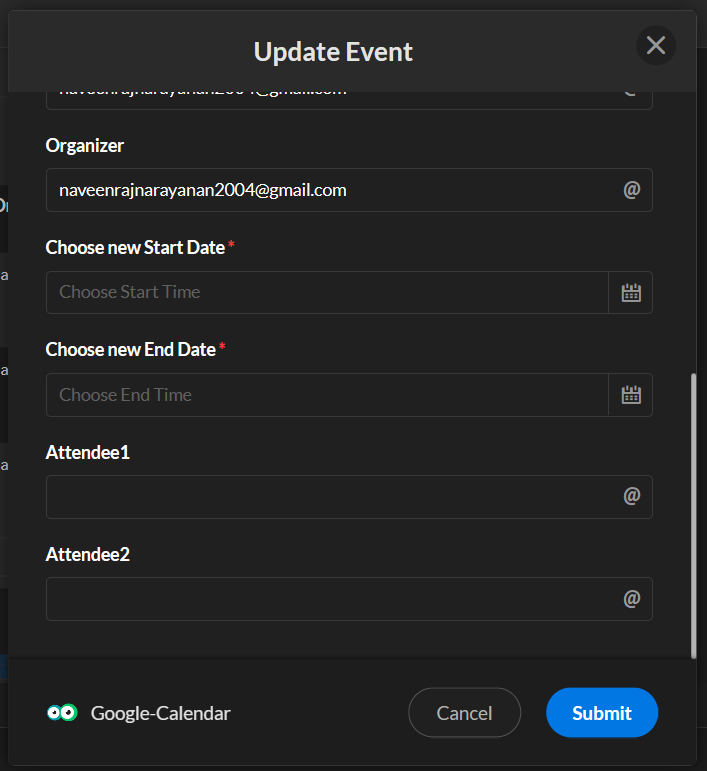 Update Event
Organizer
naveenrajnarayanan2004@gmail.com
@
Choose new Start Date *
Choose Start Time
Choose new End Date *
Choose End Time
Attendee1
@
Attendee2
@
Google-Calendar
Cancel
Submit